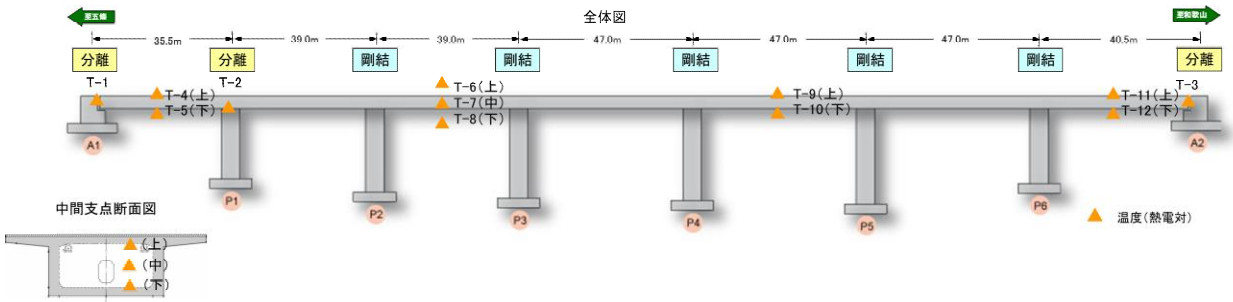 全体図
至五條
至和歌山
35.5m
39.0m
39.0m
47.0m
47.0m
47.0m
40.5m
分離
分離
剛結
剛結
剛結
剛結
剛結
分離
T-1
T-2
T-3
T-4(上)
T-5(下)
T-6(上)
T-7(中)
T-8(下)
T-9(上)
T-10(下)
T-11(上)
T-12(下)
A1
P1
P2
P3
P4
P5
P6
A2
温度(熱電対)
中間支点断面図
(上)
(中)
(下)